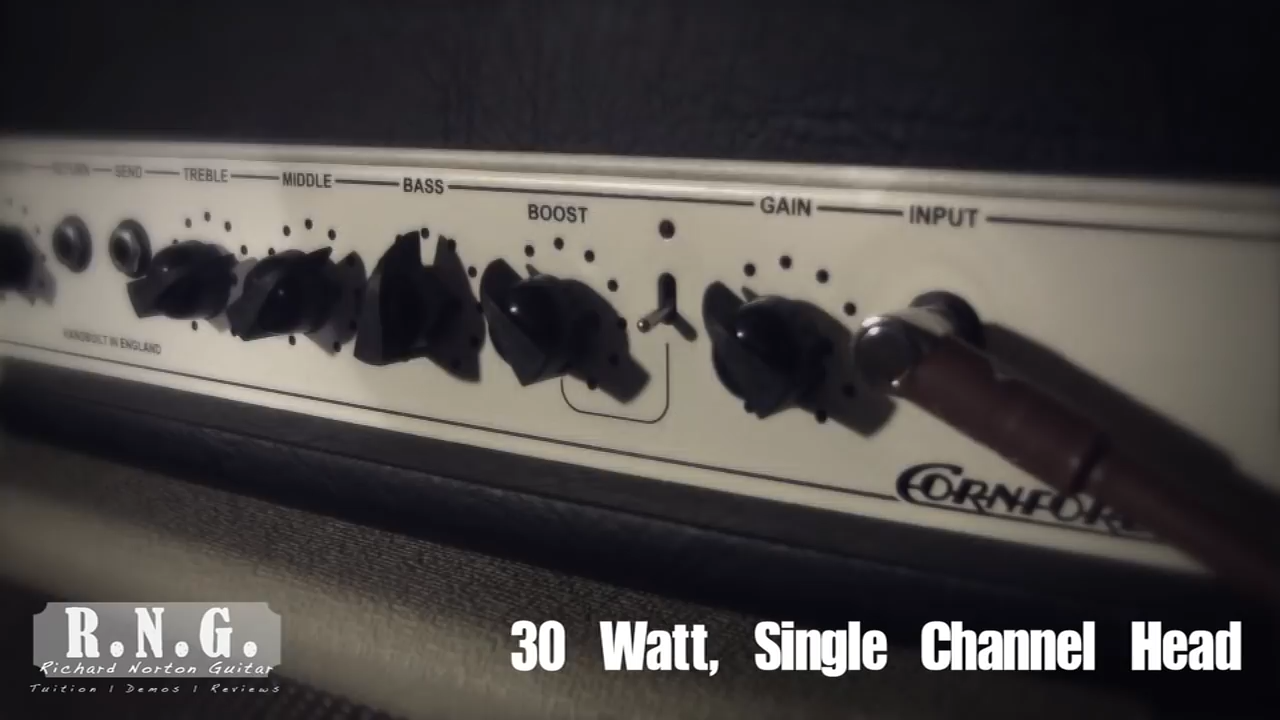 SEND TREBLE MIDDLE BASS
BOOST
GAIN INPUT
HANDBUILT IN ENGLAND
R.N.G.
Richard Norton Guitar
Tuition | Demos | Reviews
30 Watt, Single Channel Head